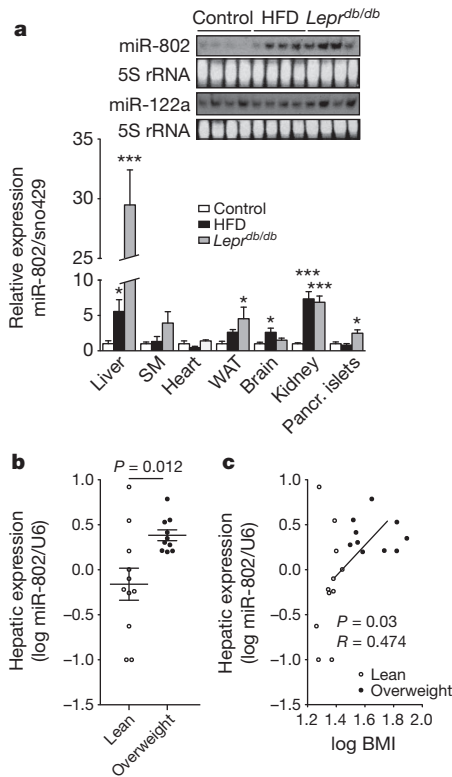 a
Control HFD Lepr^db/db
miR-802
5S rRNA
miR-122a
5S rRNA
Relative expression
miR-802/sno429
35
30
25
10
5
0
***
*
*
*
***
***
*
Control
HFD
Lepr^db/db
Liver
SM
Heart
WAT
Brain
Kidney
Pancr. islets
b
P = 0.012
Hepatic expression
(log miR-802/U6)
1.0
0.5
0.0
−0.5
−1.0
−1.5
Lean
Overweight
c
Hepatic expression
(log miR-802/U6)
1.0
0.5
0.0
−0.5
−1.0
−1.5
P = 0.03
R = 0.474
Lean
Overweight
1.2 1.4 1.6 1.8 2.0
log BMI